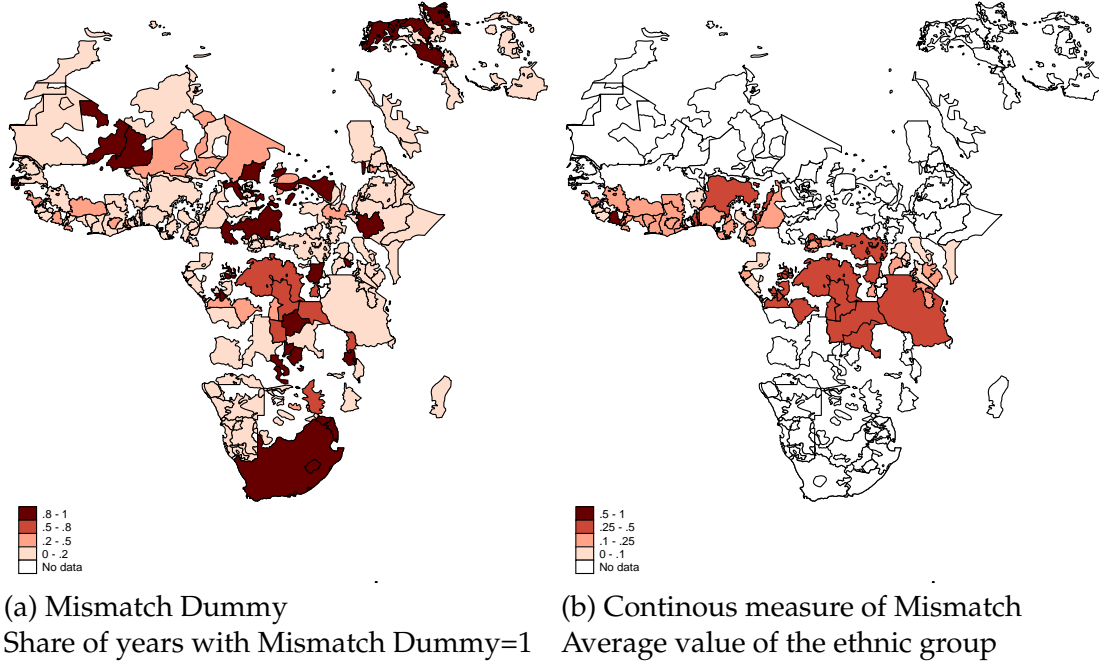 .8 - 1
.5 - .8
.2 - .5
0 - .2
No data
.5 - 1
.25 - .5
.1 - .25
0 - .1
No data
(a) Mismatch Dummy
Share of years with Mismatch Dummy=1
(b) Continous measure of Mismatch
Average value of the ethnic group